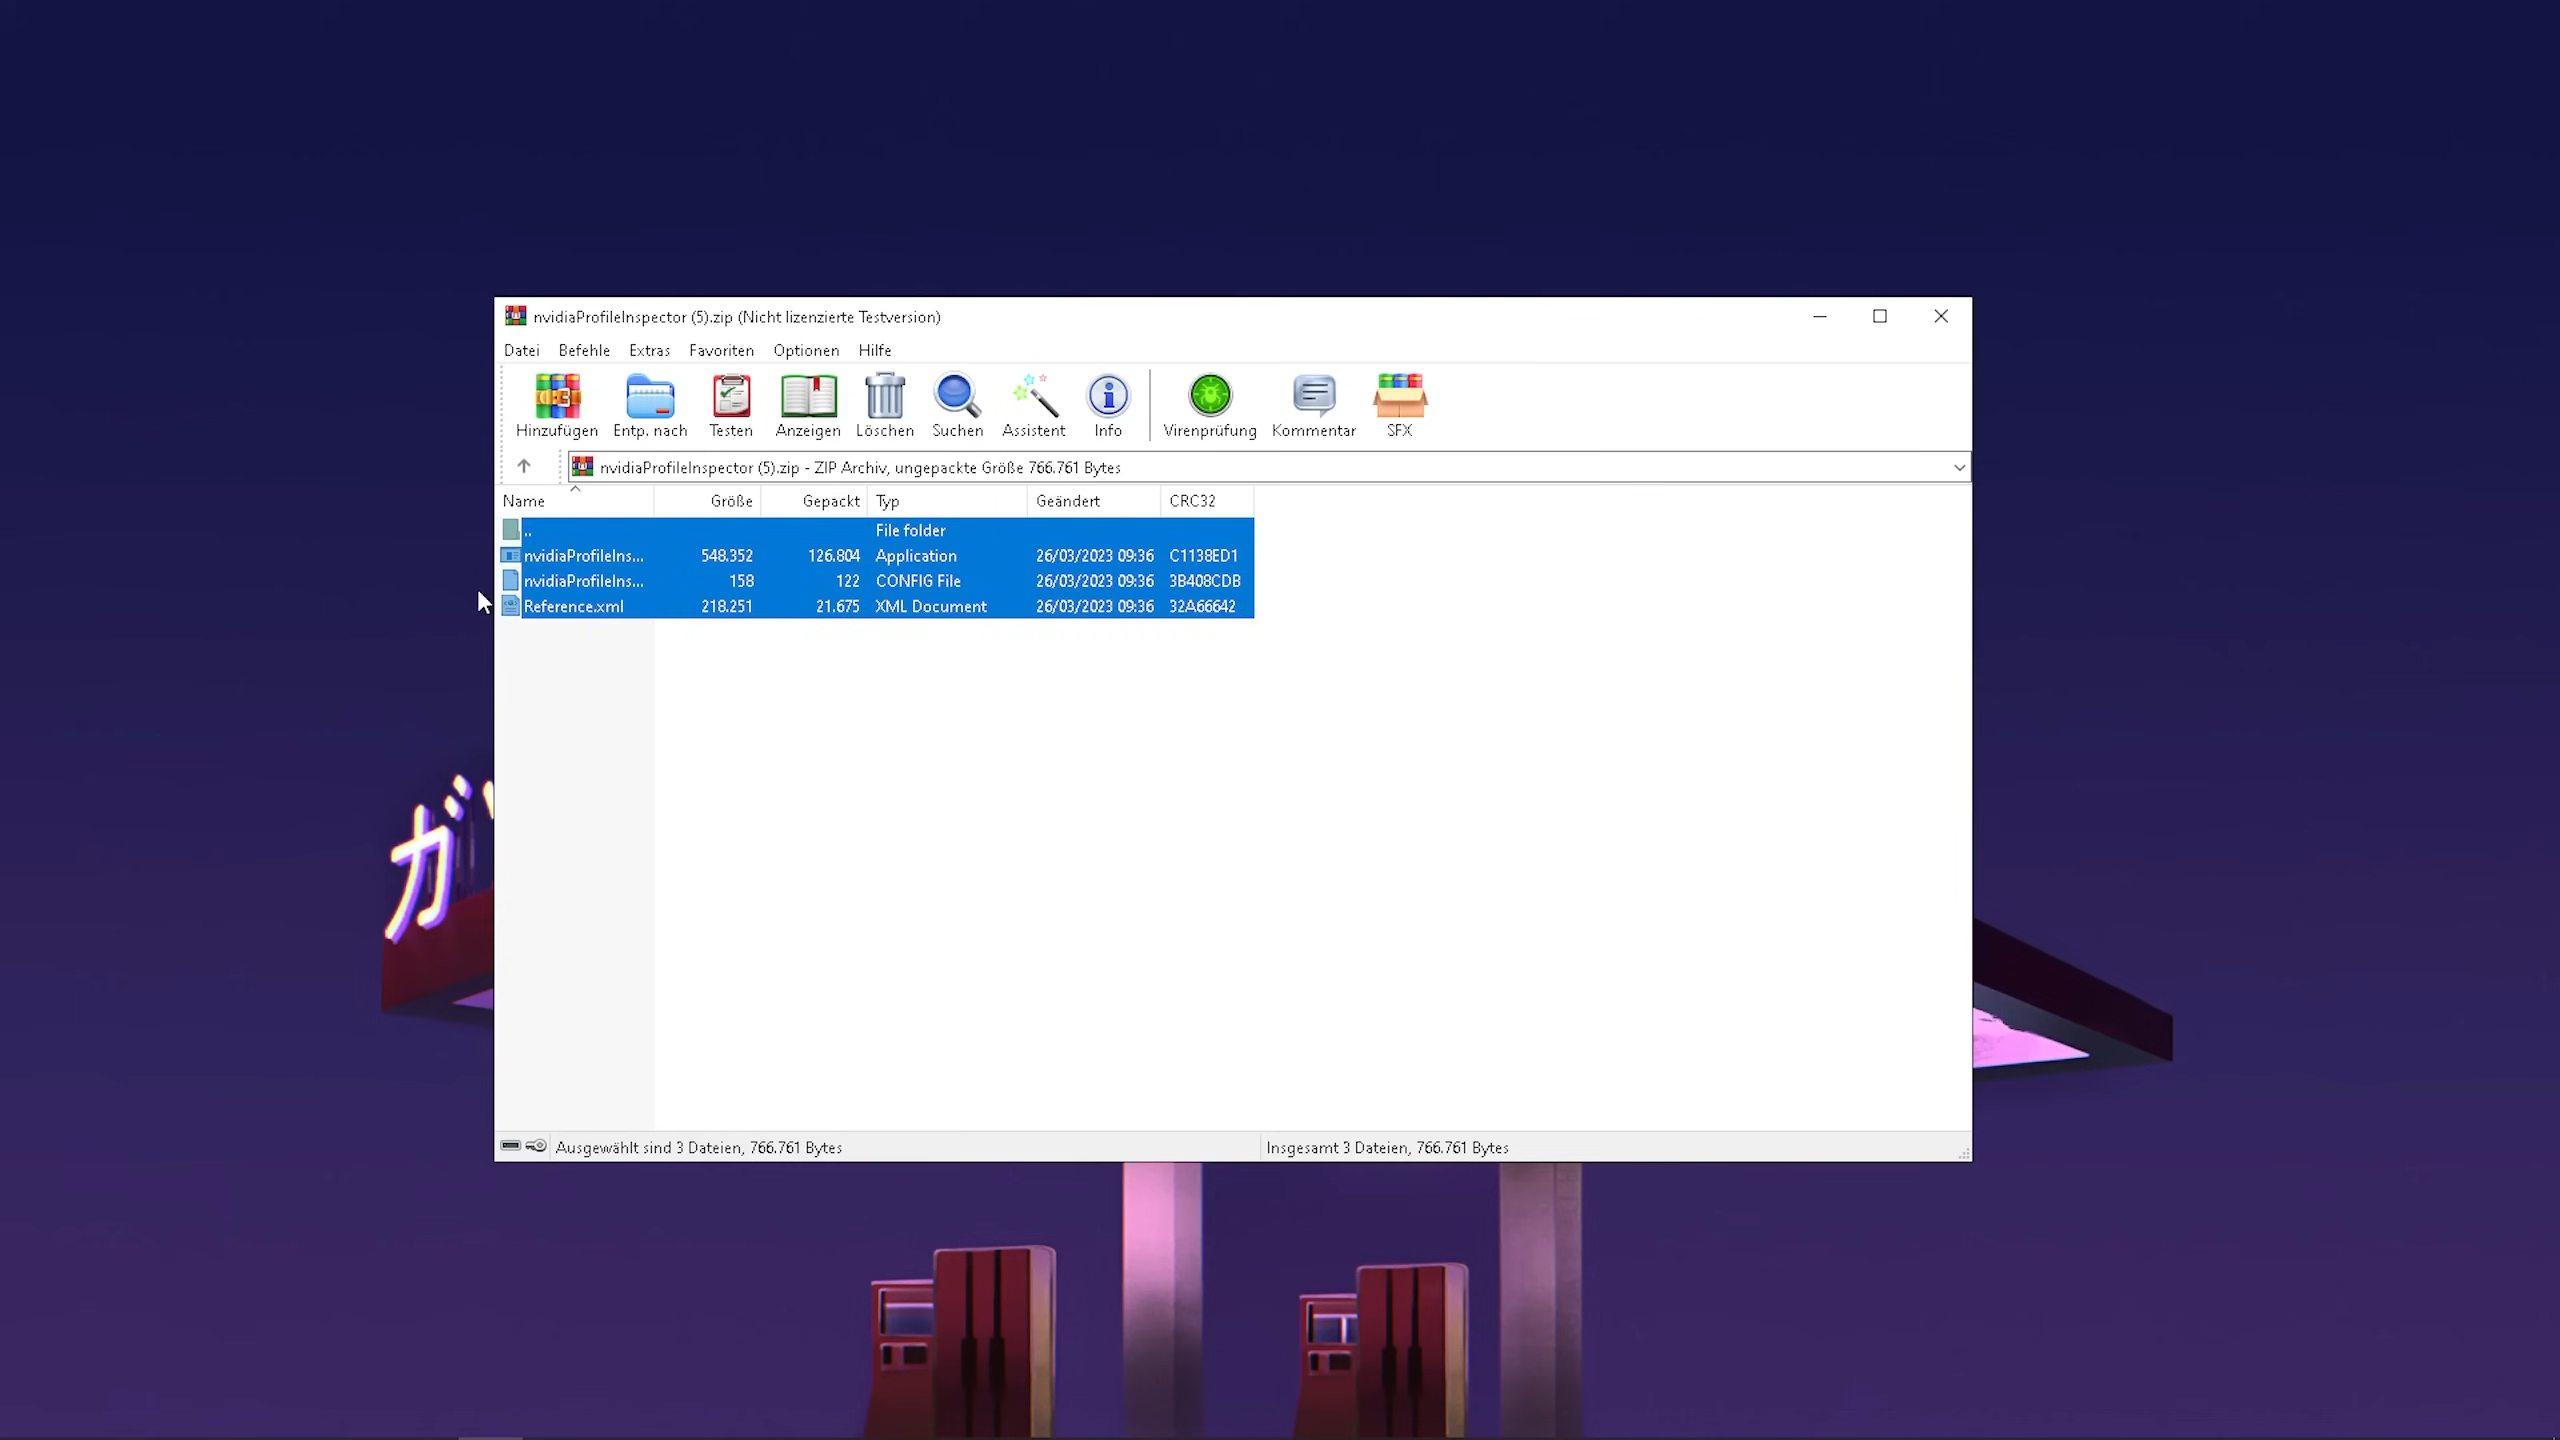 nvidiaProfileInspector (5).zip (Nicht lizenzierte Testversion)
Datei Befehle Extras Favoriten Optionen Hilfe
Hinzufügen Entp. nach Testen Anzeigen Löschen Suchen Assistent Info Virenprüfung Kommentar SFX
nvidiaProfileInspector (5).zip - ZIP Archiv, ungepackte Größe 766.761 Bytes
Name Größe Gepackt Typ Geändert CRC32
.. File folder
nvidiaProfileIns... 548.352 126.804 Application 26/03/2023 09:36 C1138ED1
nvidiaProfileIns... 158 122 CONFIG File 26/03/2023 09:36 3B408CDB
Reference.xml 218.251 21.675 XML Document 26/03/2023 09:36 32A66642
ガ
Ausgewählt sind 3 Dateien, 766.761 Bytes Insgesamt 3 Dateien, 766.761 Bytes